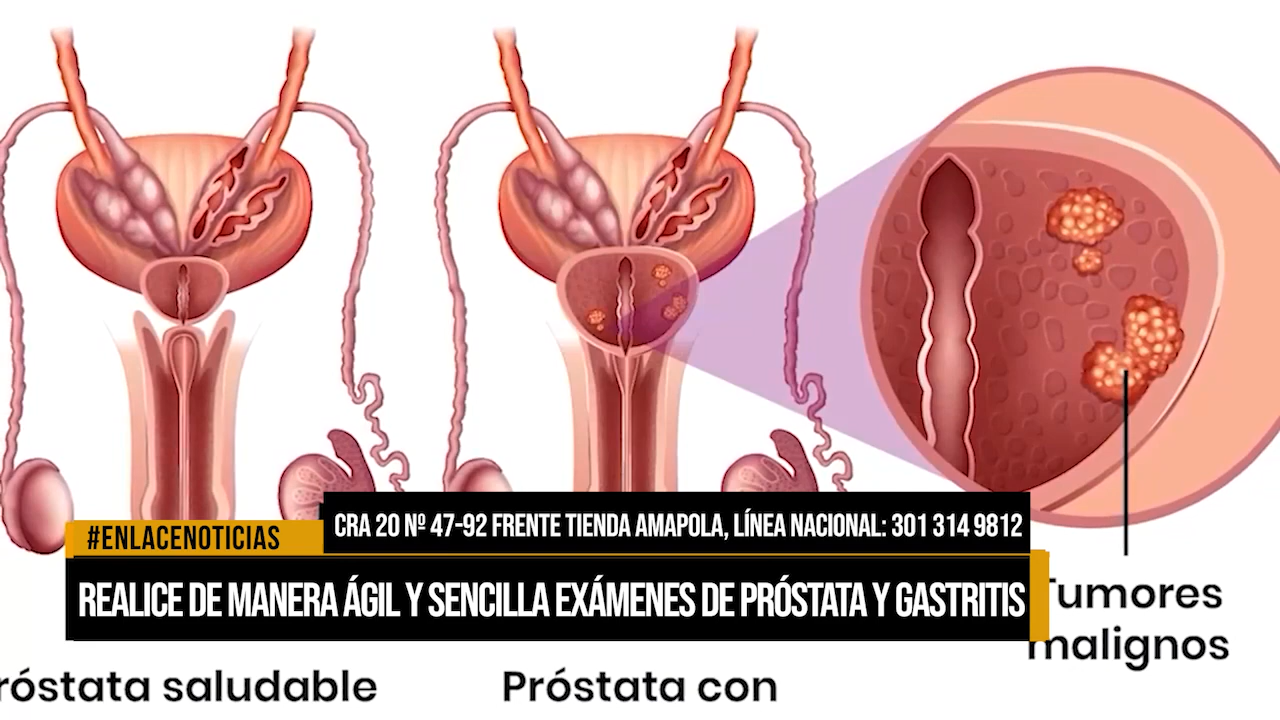 CRA 20 Nº 47-92 FRENTE TIENDA AMAPOLA, LÍNEA NACIONAL: 301 314 9812
#ENLACENOTICIAS
REALICE DE MANERA ÁGIL Y SENCILLA EXÁMENES DE PRÓSTATA Y GASTRITIS
Tumores
malignos
róstata saludable
Próstata con